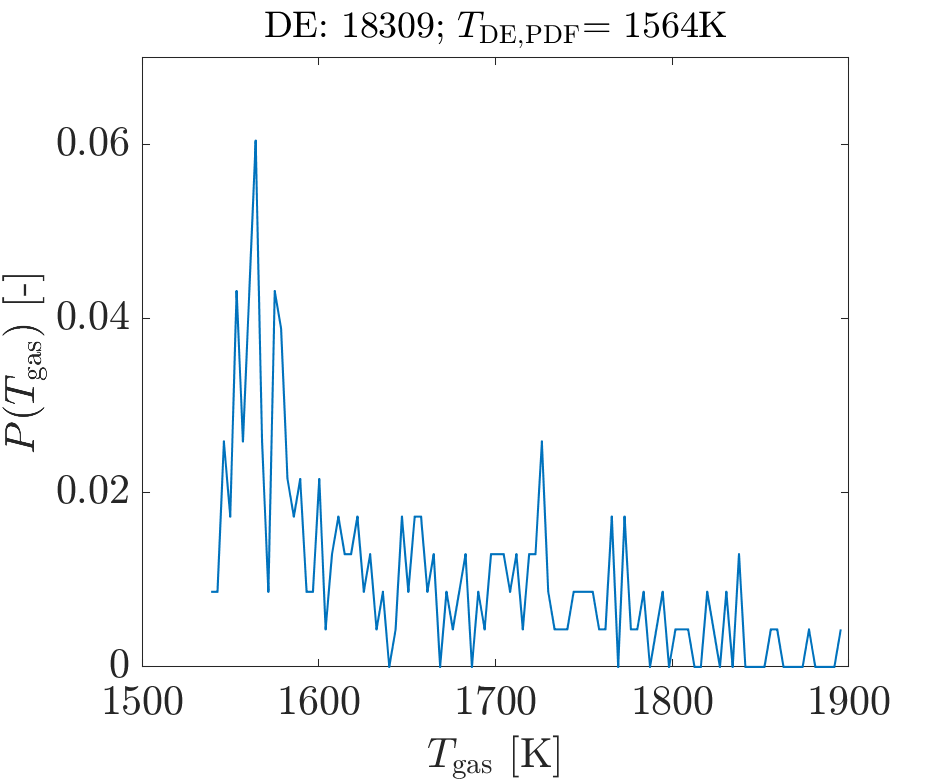 DE: 18309; T_DE,PDF= 1564K
0.06
0.04
0.02
0
P(T_gas) [-]
1500 1600 1700 1800 1900
T_gas [K]